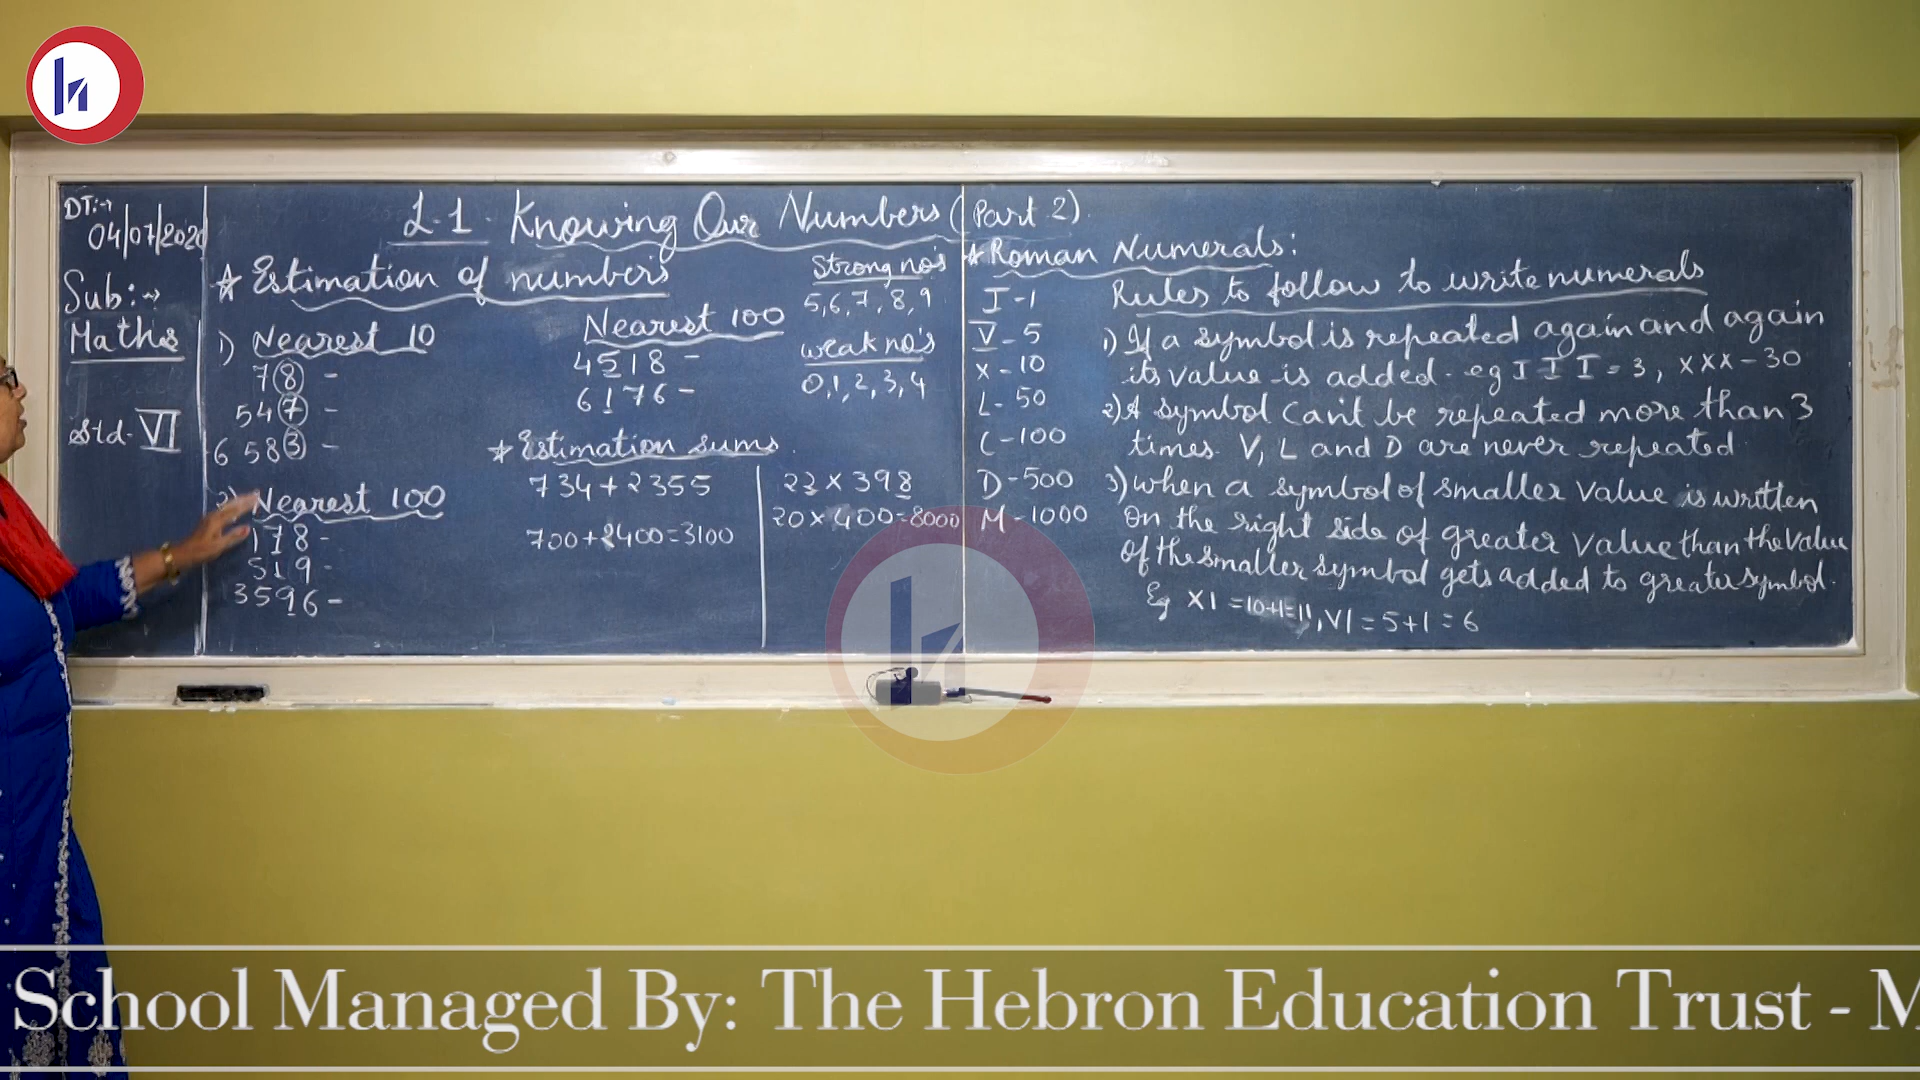 DT:→
04/07/2020
Sub:→
Maths
Std. VI
L.1. Knowing Our Numbers (Part 2)
* Estimation of numbers
1) Nearest 10
78 -
547 -
6583 -
2) Nearest 100
178 -
519 -
3596 -
Nearest 100
4518 -
6176 -
Strong no's
5,6,7,8,9
weak no's
0,1,2,3,4
* Estimation sums.
734+2355
700+2400=3100
23×398
20×400=8000
* Roman Numerals:
I-1
V-5
X-10
L-50
C-100
D-500
M-1000
Rules to follow to write numerals
1) If a symbol is repeated again and again
its value is added. eg I I I = 3, XXX-30
2) A symbol can't be repeated more than 3
times. V, L and D are never repeated
3) when a symbol of smaller value is written
on the right side of greater value than the value
of the smaller symbol gets added to greater symbol.
Eg XI =10+1=11, VI = 5+1=6
School Managed By: The Hebron Education Trust - M